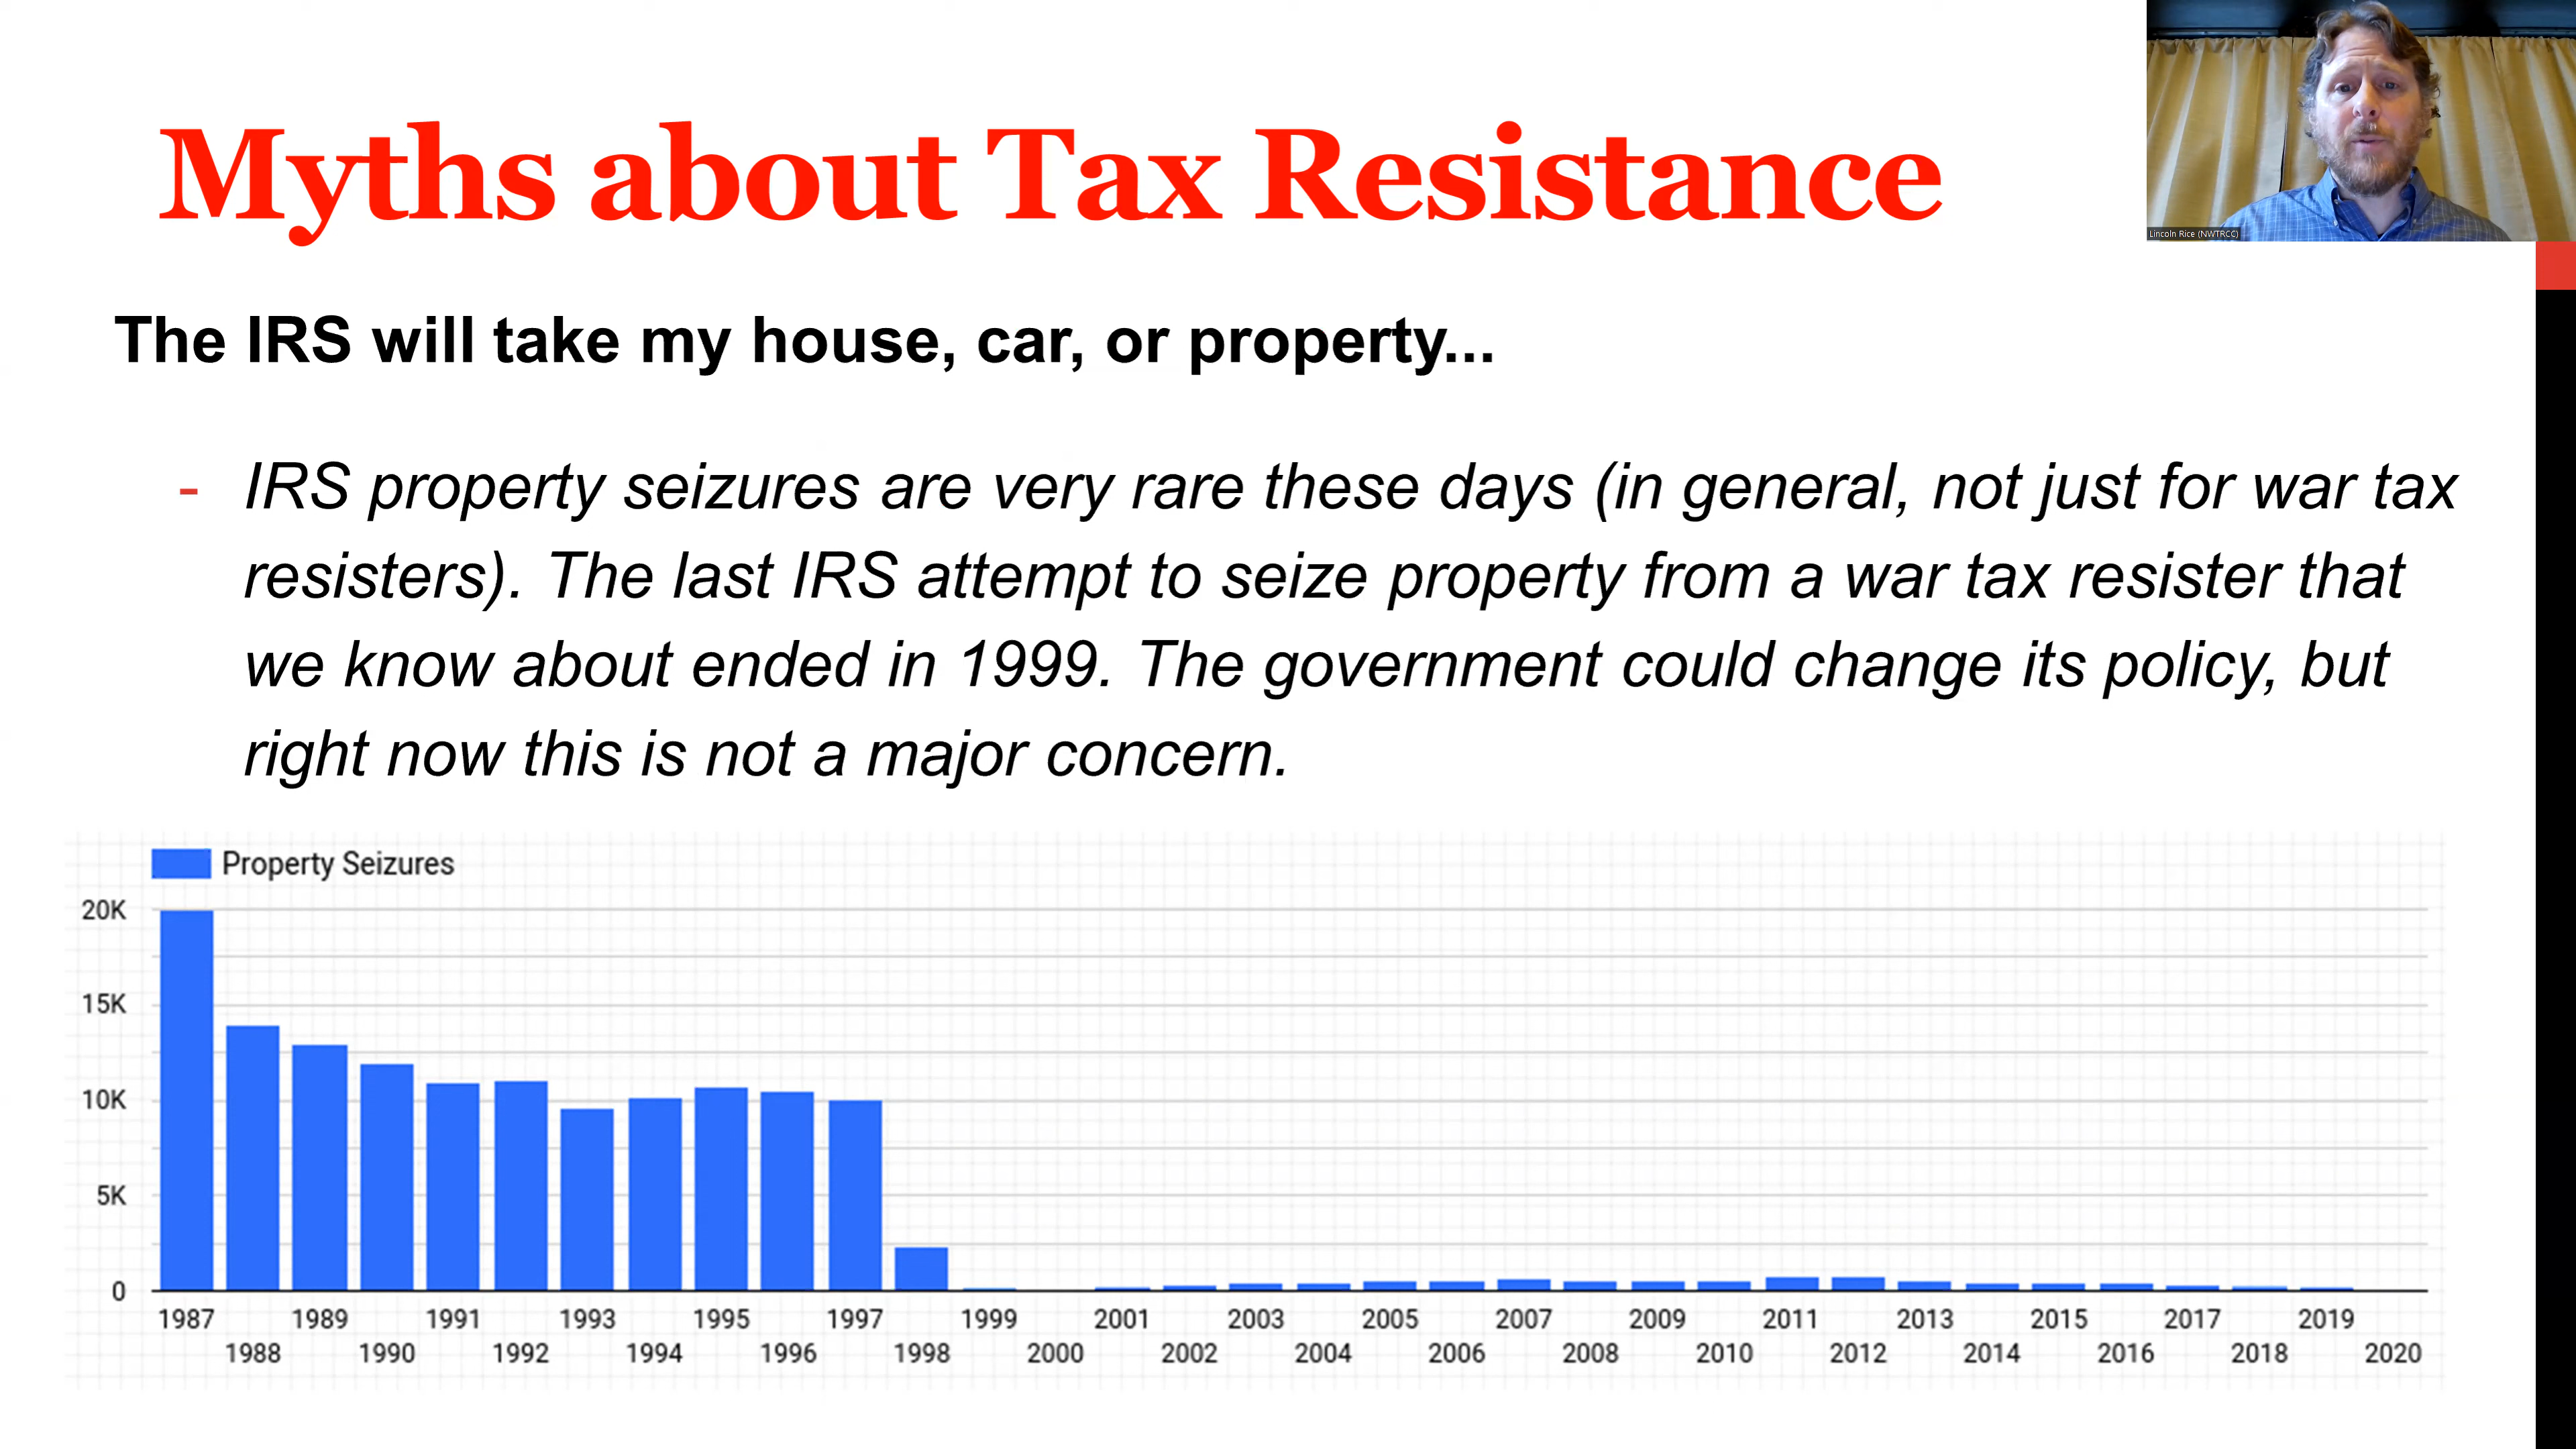 Myths about Tax Resistance
Lincoln Rice (NWTRCC)
The IRS will take my house, car, or property...
- IRS property seizures are very rare these days (in general, not just for war tax
resisters). The last IRS attempt to seize property from a war tax resister that
we know about ended in 1999. The government could change its policy, but
right now this is not a major concern.
Property Seizures
20K
15K
10K
5K
0
1987 1989 1991 1993 1995 1997 1999 2001 2003 2005 2007 2009 2011 2013 2015 2017 2019
1988 1990 1992 1994 1996 1998 2000 2002 2004 2006 2008 2010 2012 2014 2016 2018 2020